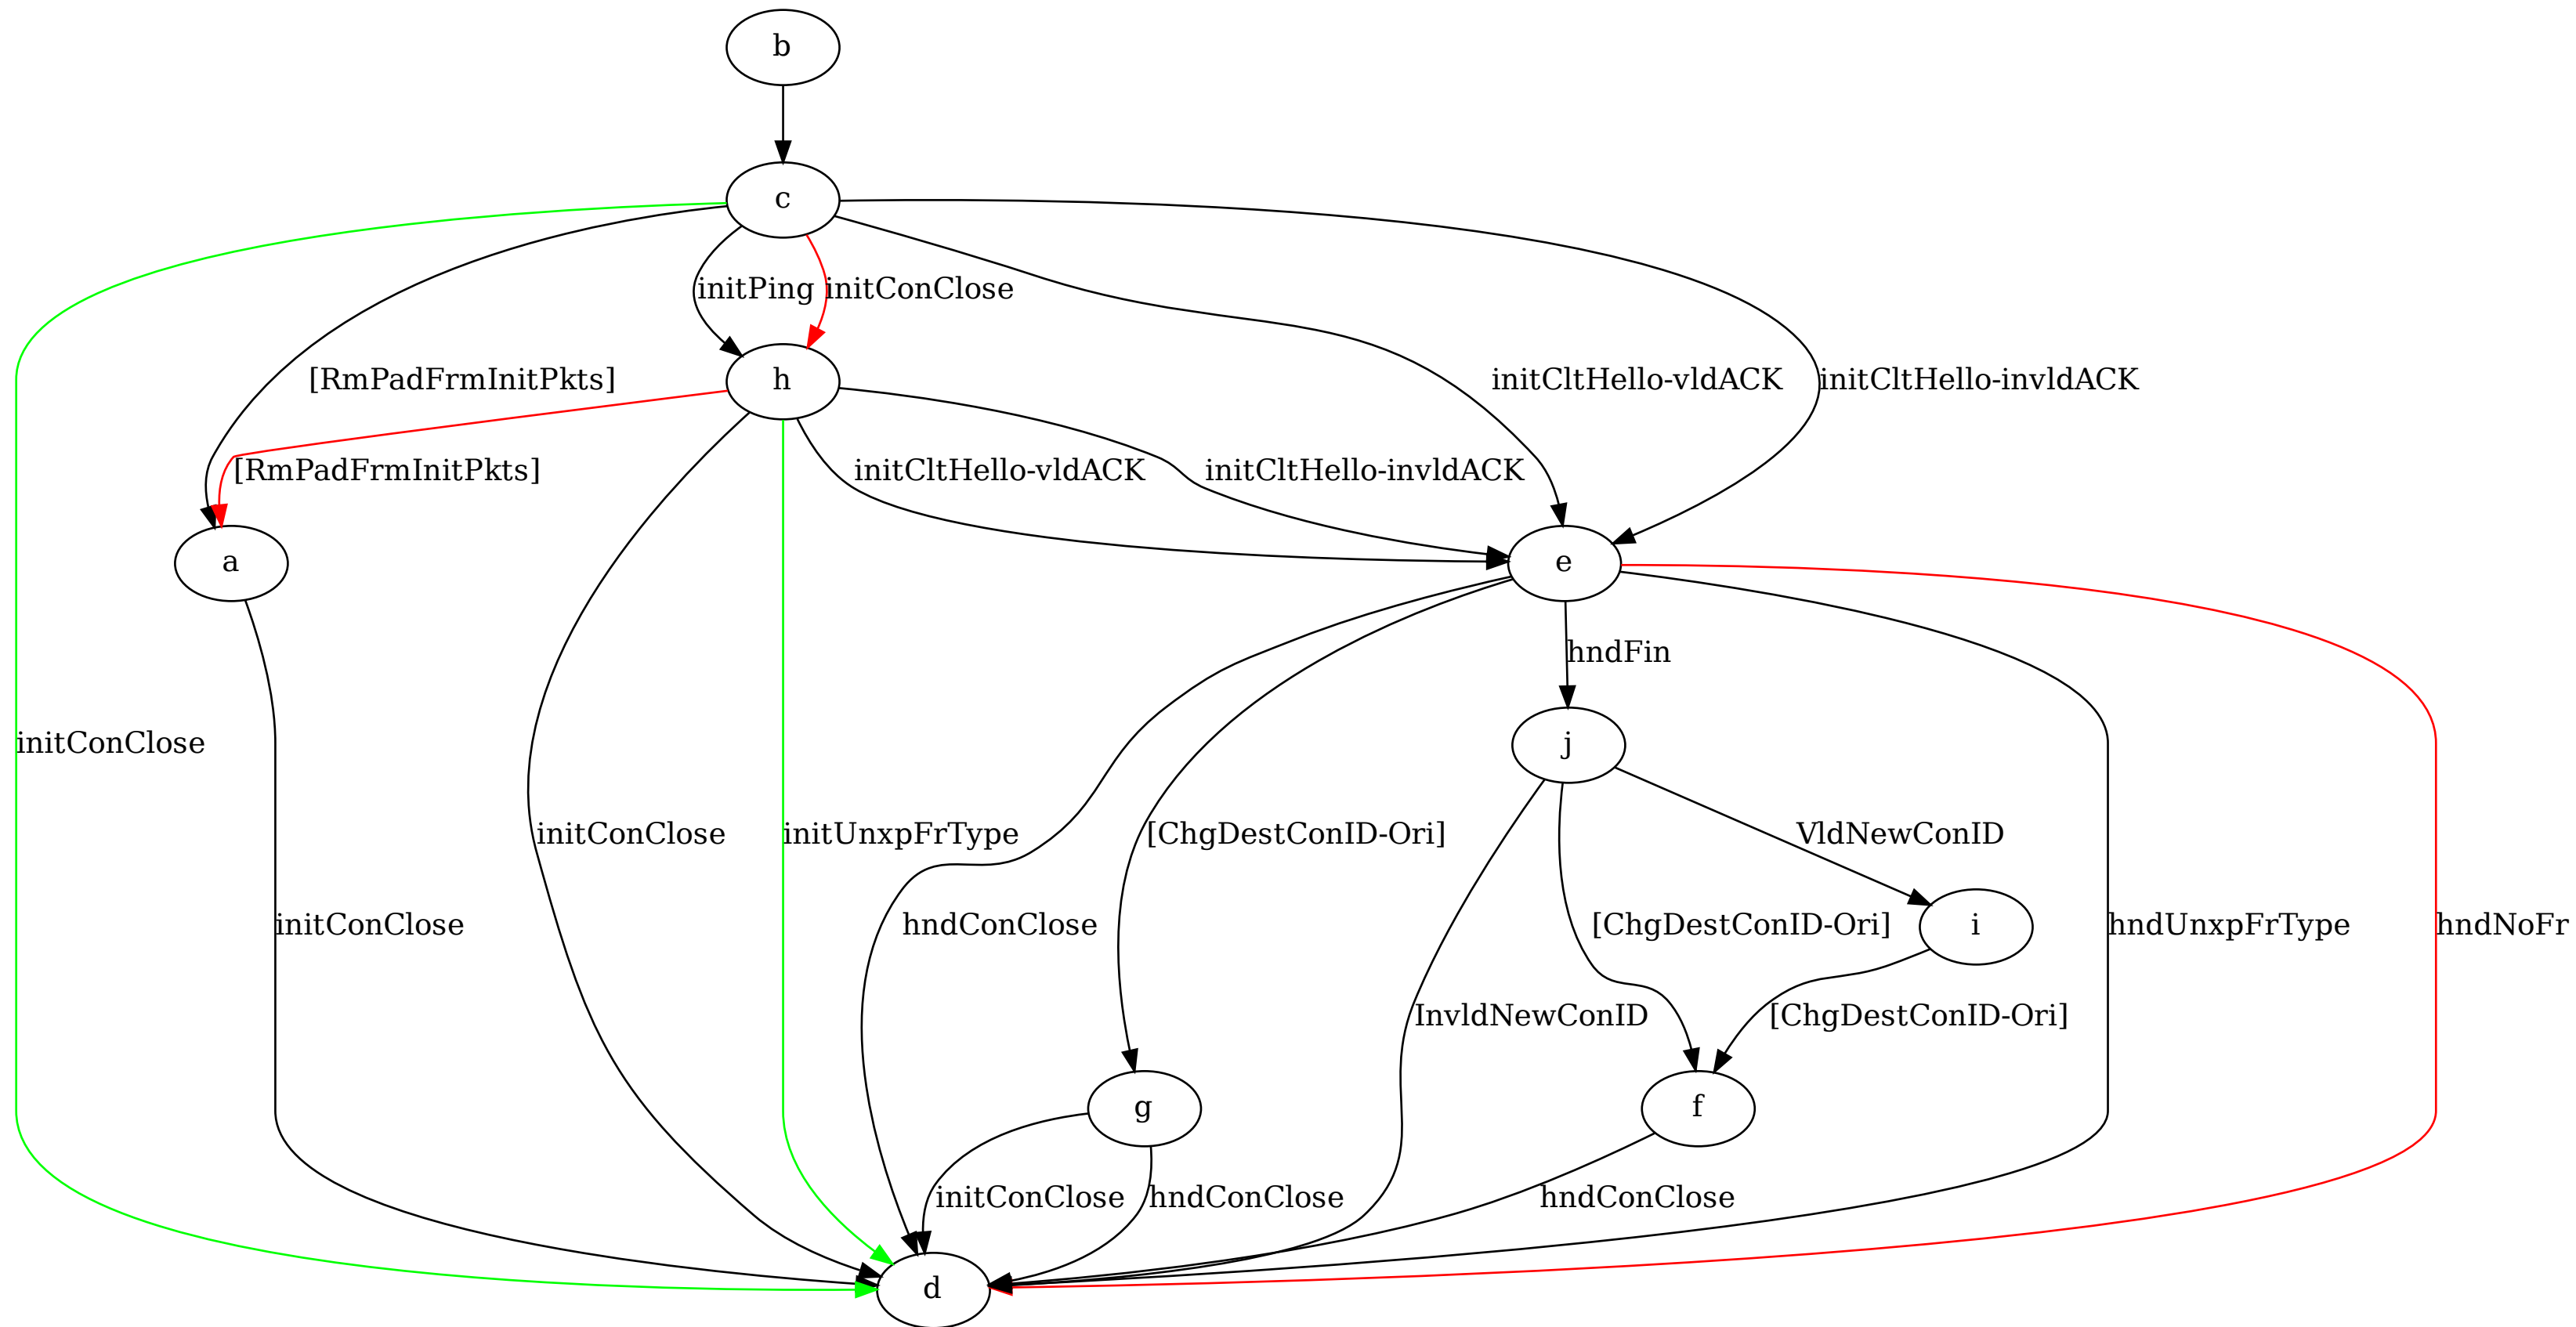 b
c
initPing
initConClose
[RmPadFrmInitPkts]
h
initCltHello-vldACK
initCltHello-invldACK
[RmPadFrmInitPkts]
initCltHello-vldACK
initCltHello-invldACK
a
e
hndFin
initConClose
j
initConClose
initUnxpFrType
[ChgDestConID-Ori]
VldNewConID
initConClose
hndConClose
[ChgDestConID-Ori]
i
hndUnxpFrType
hndNoFr
InvldNewConID
[ChgDestConID-Ori]
g
f
initConClose
hndConClose
hndConClose
d